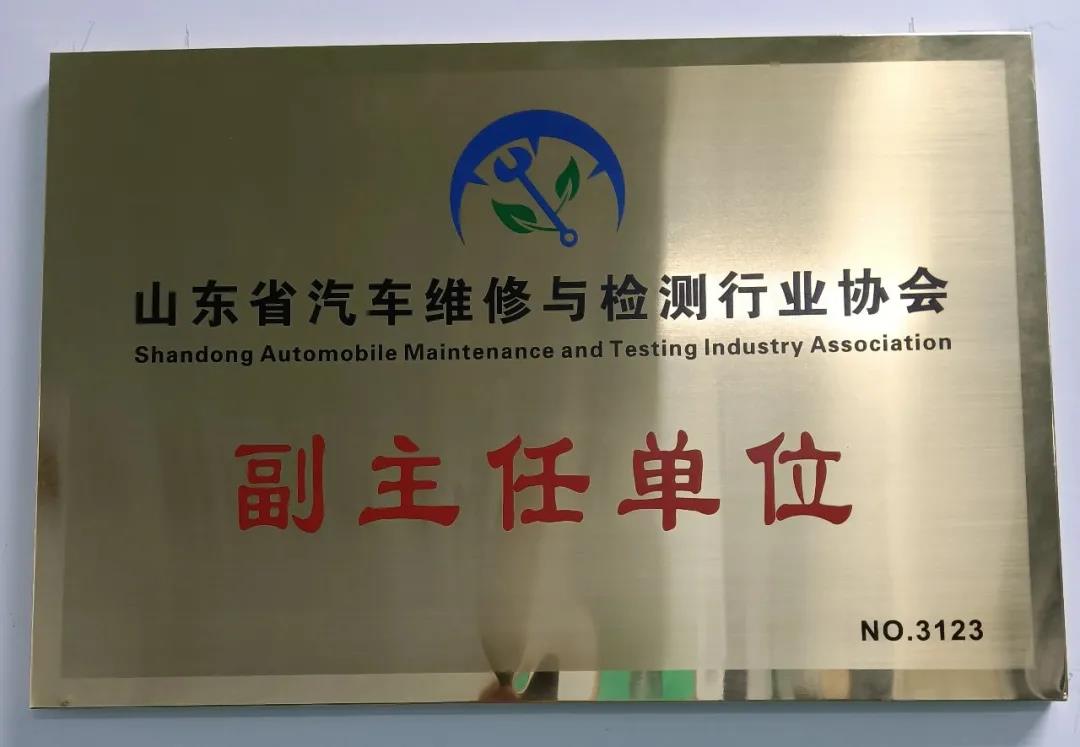 山东省汽车维修与检测行业协会
Shandong Automobile Maintenance and Testing Industry Association
副主任单位
NO.3123